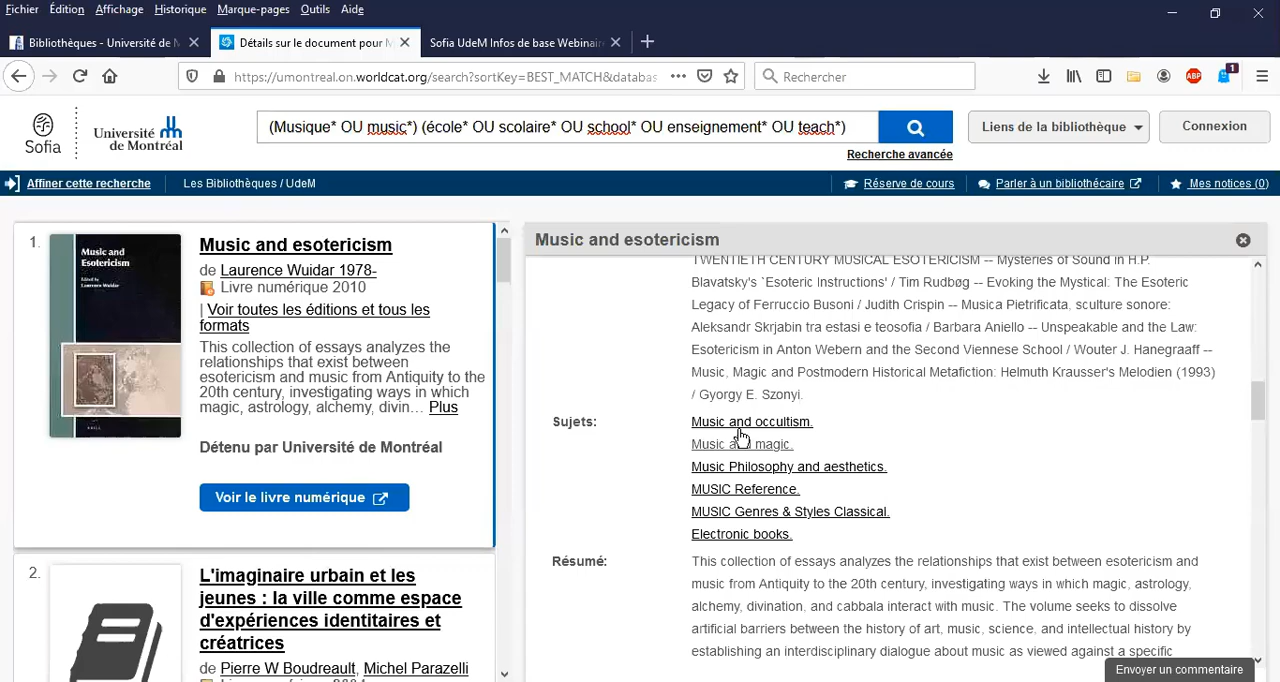 Fichier Édition Affichage Historique Marque-pages Outils Aide
Bibliothèques - Université de M
Détails sur le document pour M
Sofia UdeM Infos de base Webinair
https://umontreal.on.worldcat.org/search?sortKey=BEST_MATCH&databas
Rechercher
ABP
1
Sofia
Université de Montréal
(Musique* OU music*) (école* OU scolaire* OU school* OU enseignement* OU teach*)
Liens de la bibliothèque
Connexion
Recherche avancée
Affiner cette recherche
Les Bibliothèques / UdeM
Réserve de cours
Parler à un bibliothécaire
Mes notices (0)
1.
Music and
Esotericism
Music and esotericism
de Laurence Wuidar 1978-
Livre numérique 2010
| Voir toutes les éditions et tous les
formats
This collection of essays analyzes the
relationships that exist between
esotericism and music from Antiquity to the
20th century, investigating ways in which
magic, astrology, alchemy, divin... Plus
Détenu par Université de Montréal
Voir le livre numérique
2.
L'imaginaire urbain et les
jeunes : la ville comme espace
d'expériences identitaires et
créatrices
de Pierre W Boudreault, Michel Parazelli
Music and esotericism
TWENTIETH CENTURY MUSICAL ESOTERICISM -- Mysteries of Sound in H.P.
Blavatsky's `Esoteric Instructions' / Tim Rudbøg -- Evoking the Mystical: The Esoteric
Legacy of Ferruccio Busoni / Judith Crispin -- Musica Pietrificata, sculture sonore:
Aleksandr Skrjabin tra estasi e teosofia / Barbara Aniello -- Unspeakable and the Law:
Esotericism in Anton Webern and the Second Viennese School / Wouter J. Hanegraaff --
Music, Magic and Postmodern Historical Metafiction: Helmuth Krausser's Melodien (1993)
/ Gyorgy E. Szonyi.
Sujets:
Music and occultism.
Music and magic.
Music Philosophy and aesthetics.
MUSIC Reference.
MUSIC Genres & Styles Classical.
Electronic books.
Résumé:
This collection of essays analyzes the relationships that exist between esotericism and
music from Antiquity to the 20th century, investigating ways in which magic, astrology,
alchemy, divination, and cabbala interact with music. The volume seeks to dissolve
artificial barriers between the history of art, music, science, and intellectual history by
establishing an interdisciplinary dialogue about music as viewed against a specific
Envoyer un commentaire